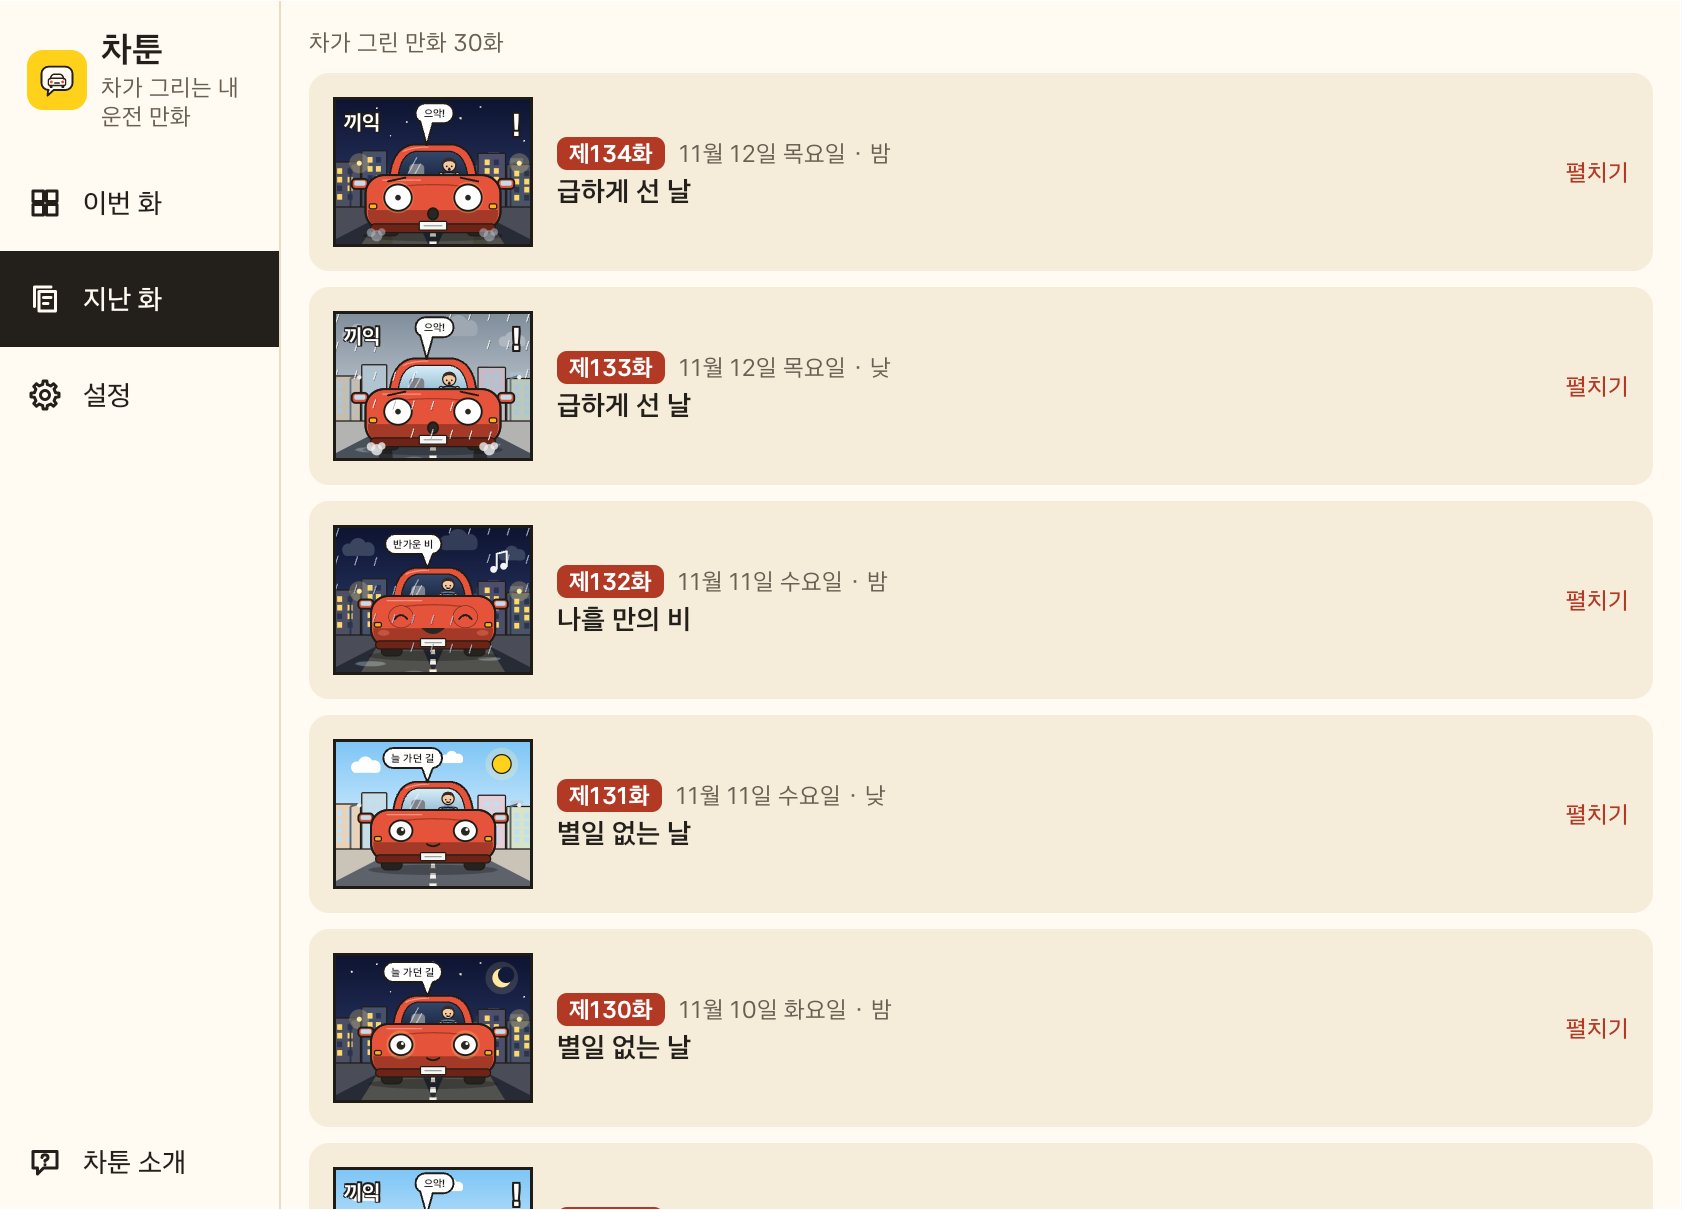 차툰
차가 그리는 내
운전 만화
이번 화
지난 화
설정
차툰 소개
차가 그린 만화 30화
끼익
으악!
!
제134화 11월 12일 목요일 · 밤
급하게 선 날
펼치기
끼익
으악!
!
제133화 11월 12일 목요일 · 낮
급하게 선 날
펼치기
반가운 비
제132화 11월 11일 수요일 · 밤
나흘 만의 비
펼치기
늘 가던 길
제131화 11월 11일 수요일 · 낮
별일 없는 날
펼치기
늘 가던 길
제130화 11월 10일 화요일 · 밤
별일 없는 날
펼치기
끼익
으악!
!